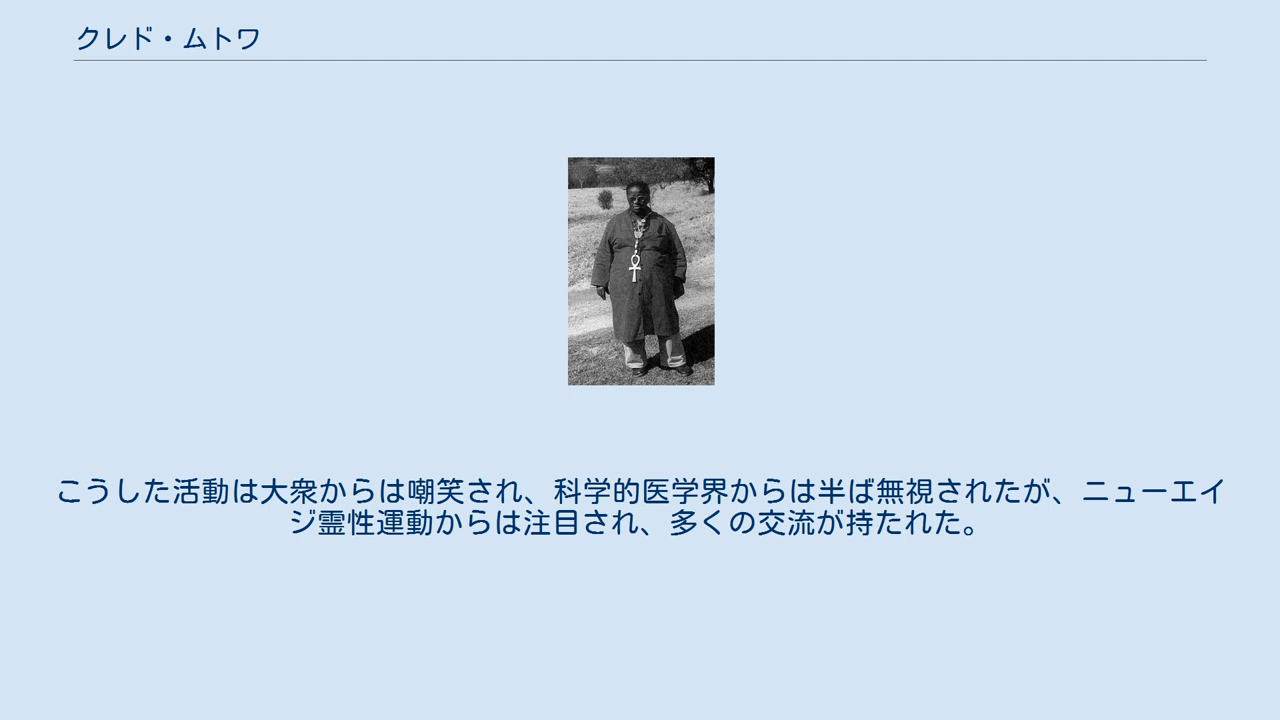 クレド・ムトワ
こうした活動は大衆からは嘲笑され、科学的医学界からは半ば無視されたが、ニューエイ
ジ霊性運動からは注目され、多くの交流が持たれた。